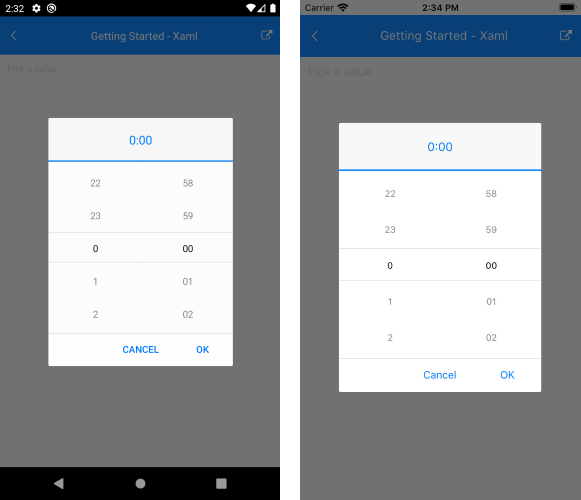 2:32
Getting Started - Xaml
Pick a value
0:00
22 58
23 59
0 00
1 01
2 02
CANCEL OK
Carrier 2:34 PM
Getting Started - Xaml
Pick a value
0:00
22 58
23 59
0 00
1 01
2 02
Cancel OK